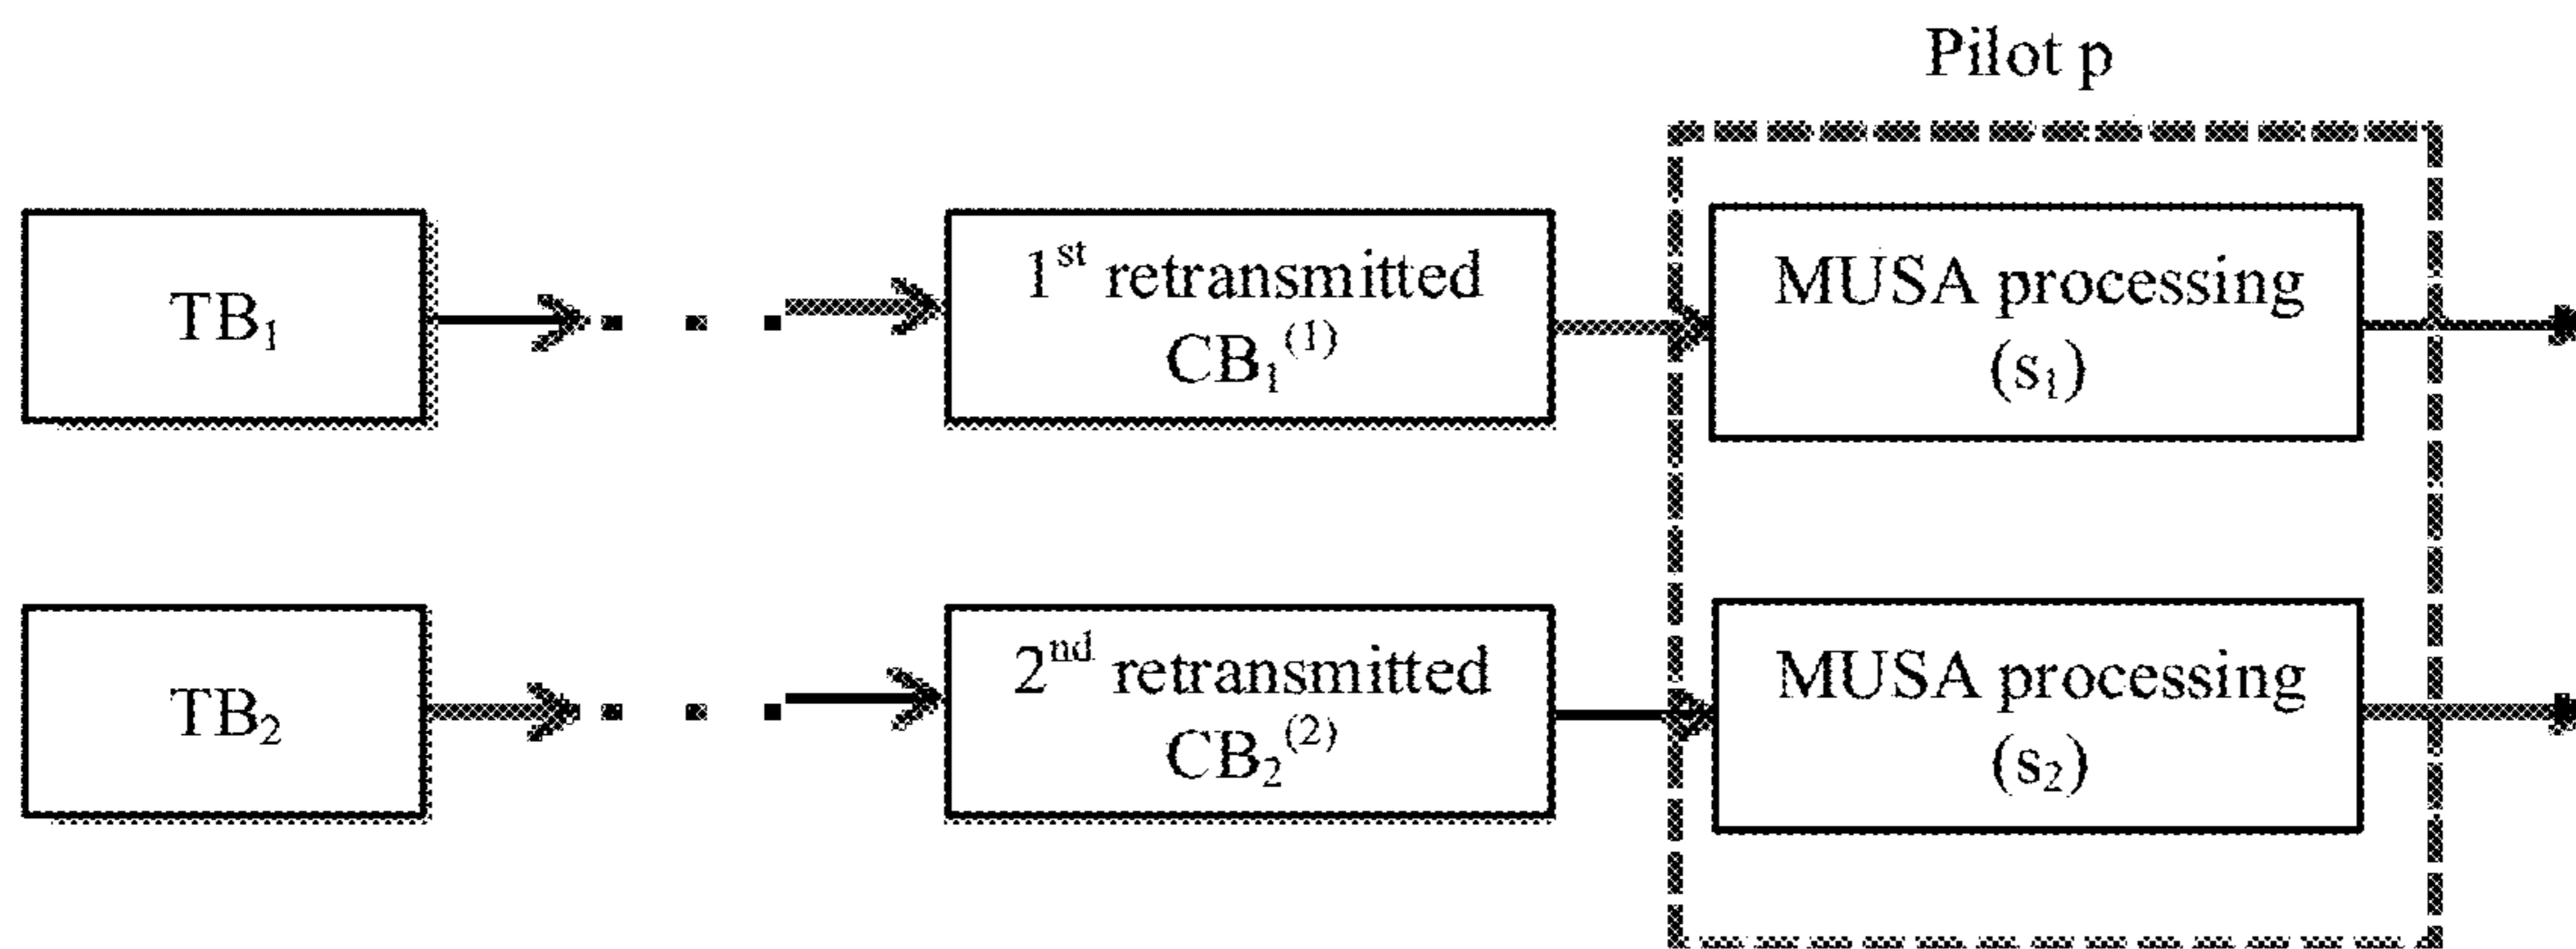 Pilot p
TB₁
1ˢᵗ retransmitted
CB₁⁽¹⁾
MUSA processing
(s₁)
TB₂
2ⁿᵈ retransmitted
CB₂⁽²⁾
MUSA processing
(s₂)